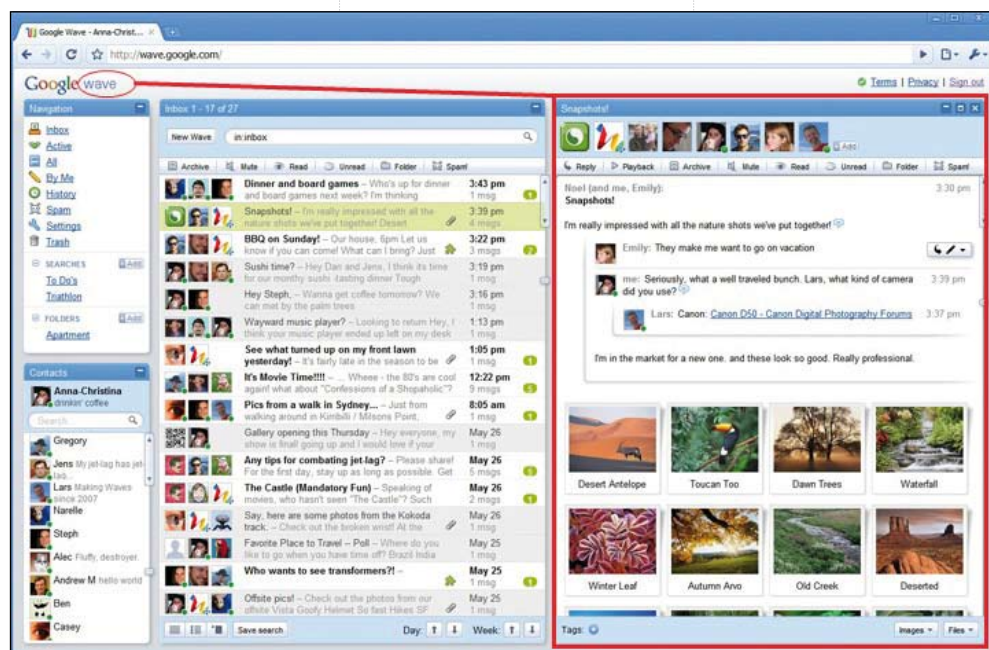 Google Wave - Anna-Christ...
http://wave.google.com/
Google wave
Terms | Privacy | Sign out
Navigation
Inbox
Active
All
By Me
History
Spam
Settings
Trash
SEARCHES Add
To Do's
Triathlon
FOLDERS Add
Apartment
Contacts
Anna-Christina
drinkin' coffee
Search
Gregory
Jens My jet-lag has jet-
lag...
Lars Making Waves
since 2007
Narelle
Steph
Alec Fluffy, destroyer.
Andrew M hello world
Ben
Casey
Inbox 1 - 17 of 27
New Wave in:inbox
Archive Mute Read Unread Folder Spam!
Dinner and board games – Who's up for dinner 3:43 pm
and board games next week? I'm thinking 1 msg
Snapshots! – I'm really impressed with all the 3:39 pm
nature shots we've put together! Desert 4 msgs
BBQ on Sunday! – Our house, 6pm Let us 3:22 pm
know if you can come! What can I bring? Just 3 msgs 2
Sushi time? – Hey Dan and Jens, I think its time 3:19 pm
for our monthy sushi -tasting dinner Tough 1 msg
Hey Steph, – Wanna get coffee tomorrow? We 3:16 pm
can met by the palm trees 1 msg
Wayward music player? – Looking to return Hey, I 1:13 pm
think your music player ended up left on my desk 1 msg
See what turned up on my front lawn 1:05 pm
yesterday! – It's fairly late in the season to be 1 msg 1
It's Movie Time!!!! – ... Wheee - the 80's are cool 12:22 pm
again! what about "Confessions of a Shopaholic"? 9 msgs 1
Pics from a walk in Sydney... – Just from 8:05 am
walking around in Kimbilli / Milsons Point, 1 msg 1
Gallery opening this Thursday – Hey everyone, my May 26
show is finall going up and I would love if your 1 msg
Any tips for combating jet-lag? – Please share! May 26
For the first day, stay up as long as possible. Get 5 msgs 1
The Castle (Mandatory Fun) – Speaking of May 26
movies, who hasn't seen "The Castle"? Such 2 msgs 1
Say, here are some photos from the Kokoda May 26
track. – Check out the broken wrist! At the 1 msg
Favorite Place to Travel – Poll – Where do you May 25
like to go when you have time off? Brazil India 1 msg
Who wants to see transformers?! – May 25
1 msg 1
Offsite pics! – Check out the photos from our May 25
offsite Vista Goofy Helmet So fast Hikes SF 1 msg
Save search Day: Week:
Snapshots!
Add
Reply Playback Archive Mute Read Unread Folder Spam!
Noel (and me, Emily): 3:30 pm
Snapshots!
I'm really impressed with all the nature shots we've put together!
Emily: They make me want to go on vacation
me: Seriously, what a well traveled bunch. Lars, what kind of camera 3:39 pm
did you use?
Lars: Canon: Canon D50 - Canon Digital Photography Forums 3:37 pm
I'm in the market for a new one. and these look so good. Really professional.
Desert Antelope Toucan Too Dawn Trees Waterfall
Winter Leaf Autumn Arvo Old Creek Deserted
Tags: Images Files